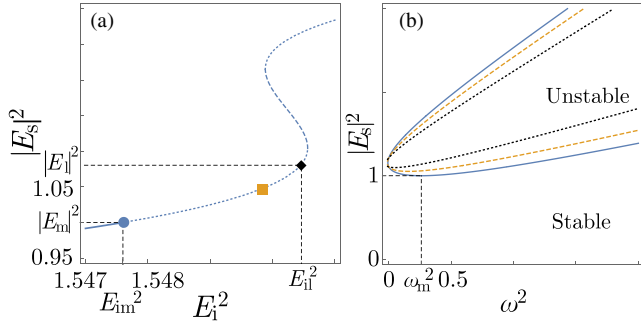 (a)
|E_s|^2
|E_l|^2
1.05
|E_m|^2
0.95
1.547
1.548
E_im^2
E_i^2
E_il^2
(b)
|E_s|^2
Unstable
1
Stable
0
0
ω_m^2
0.5
ω^2